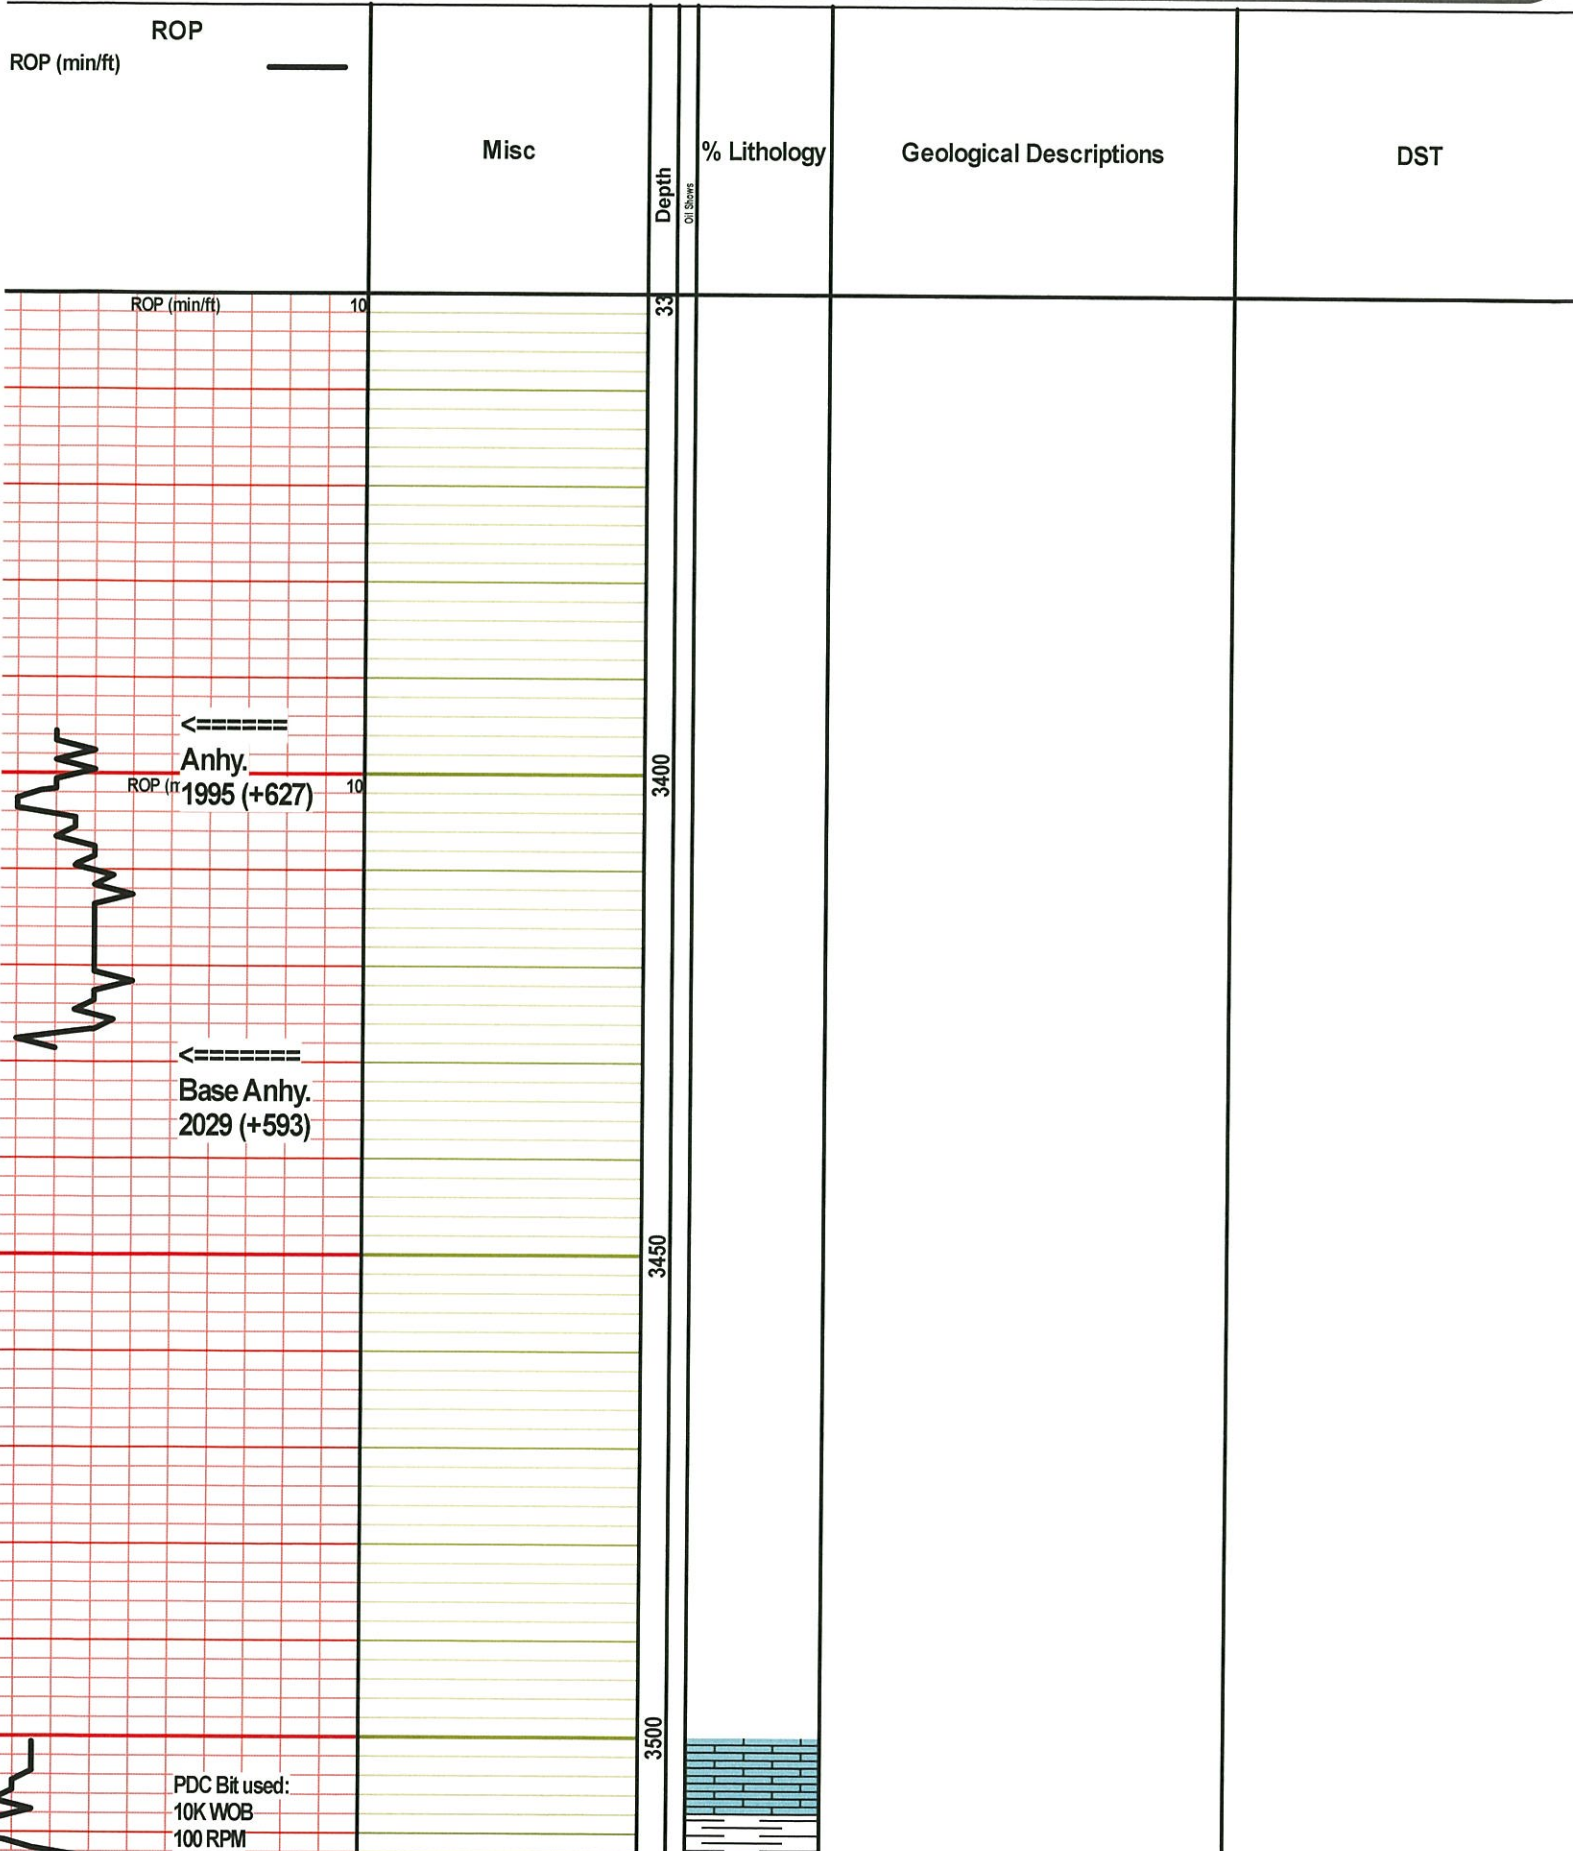 ROP
ROP (min/ft)
Misc
Depth
Oil Shows
% Lithology
Geological Descriptions
DST
ROP (min/ft) 10
33
<======
Anhy.
1995 (+627)
ROP (m 10
3400
<=======
Base Anhy.
2029 (+593)
3450
3500
PDC Bit used:
10K WOB
100 RPM